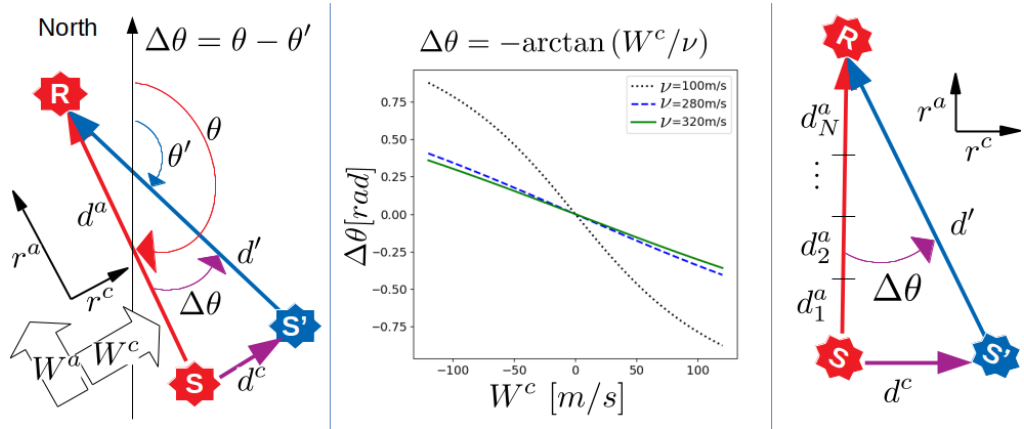 North
Δθ = θ − θ′
R
θ
θ′
d^a
d′
r^a
r^c
Δθ
W^a
W^c
S
S'
d^c
Δθ = −arctan (W^c/ν)
ν=100m/s
ν=280m/s
ν=320m/s
0.75
0.50
0.25
0.00
−0.25
−0.50
−0.75
Δθ[rad]
−100
−50
0
50
100
W^c [m/s]
R
r^a
r^c
d^a_N
⋮
d^a_2
d′
Δθ
d^a_1
S
S'
d^c